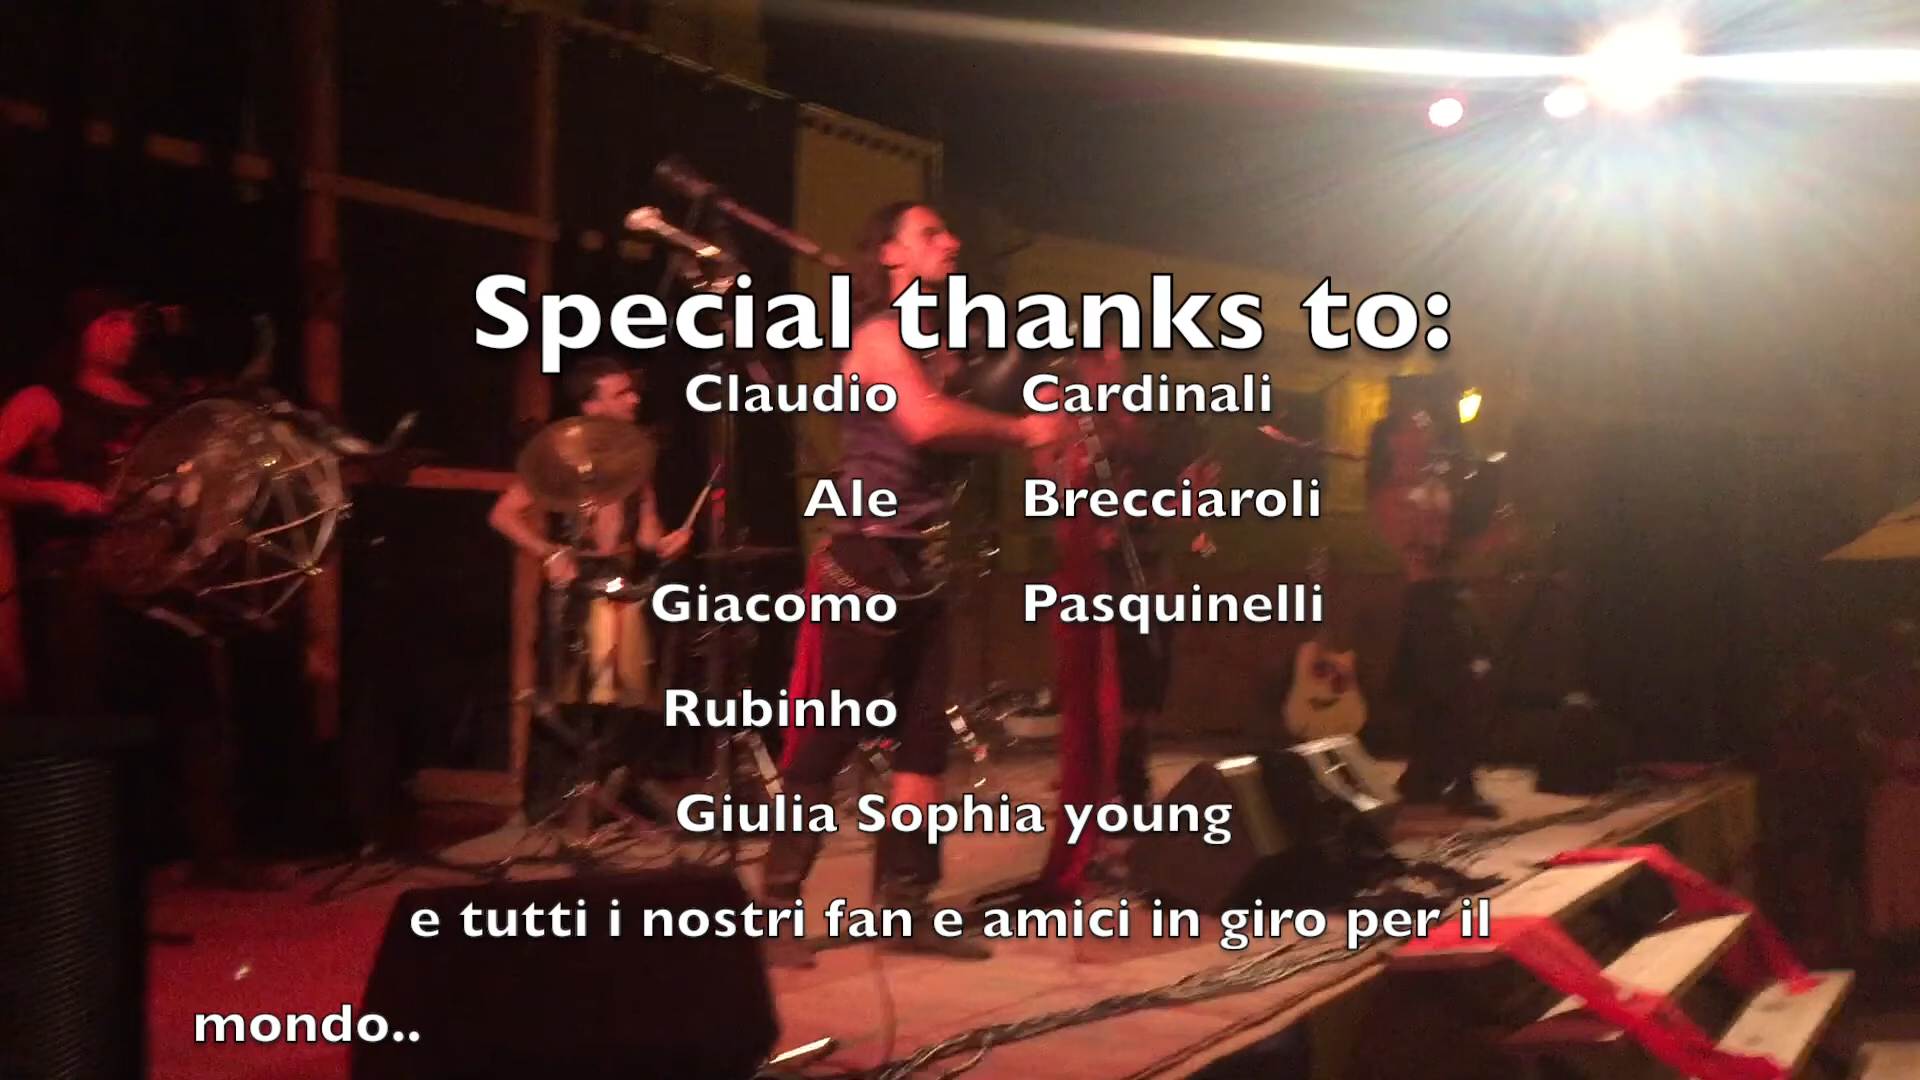 Special thanks to:
Claudio Cardinali
Ale Brecciaroli
Giacomo Pasquinelli
Rubinho
Giulia Sophia young
e tutti i nostri fan e amici in giro per il
mondo..